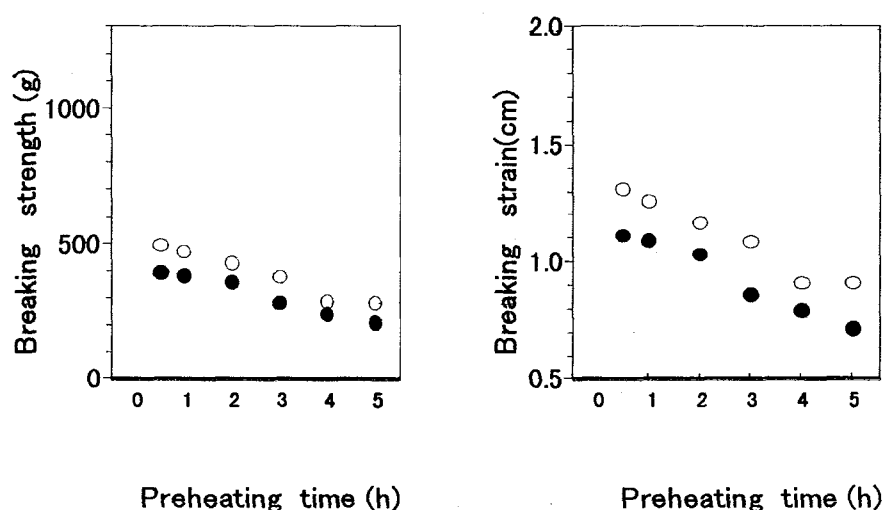 Breaking strength (g)
1000
500
0
0 1 2 3 4 5
Preheating time (h)
Breaking strain(cm)
2.0
1.5
1.0
0.5
0 1 2 3 4 5
Preheating time (h)